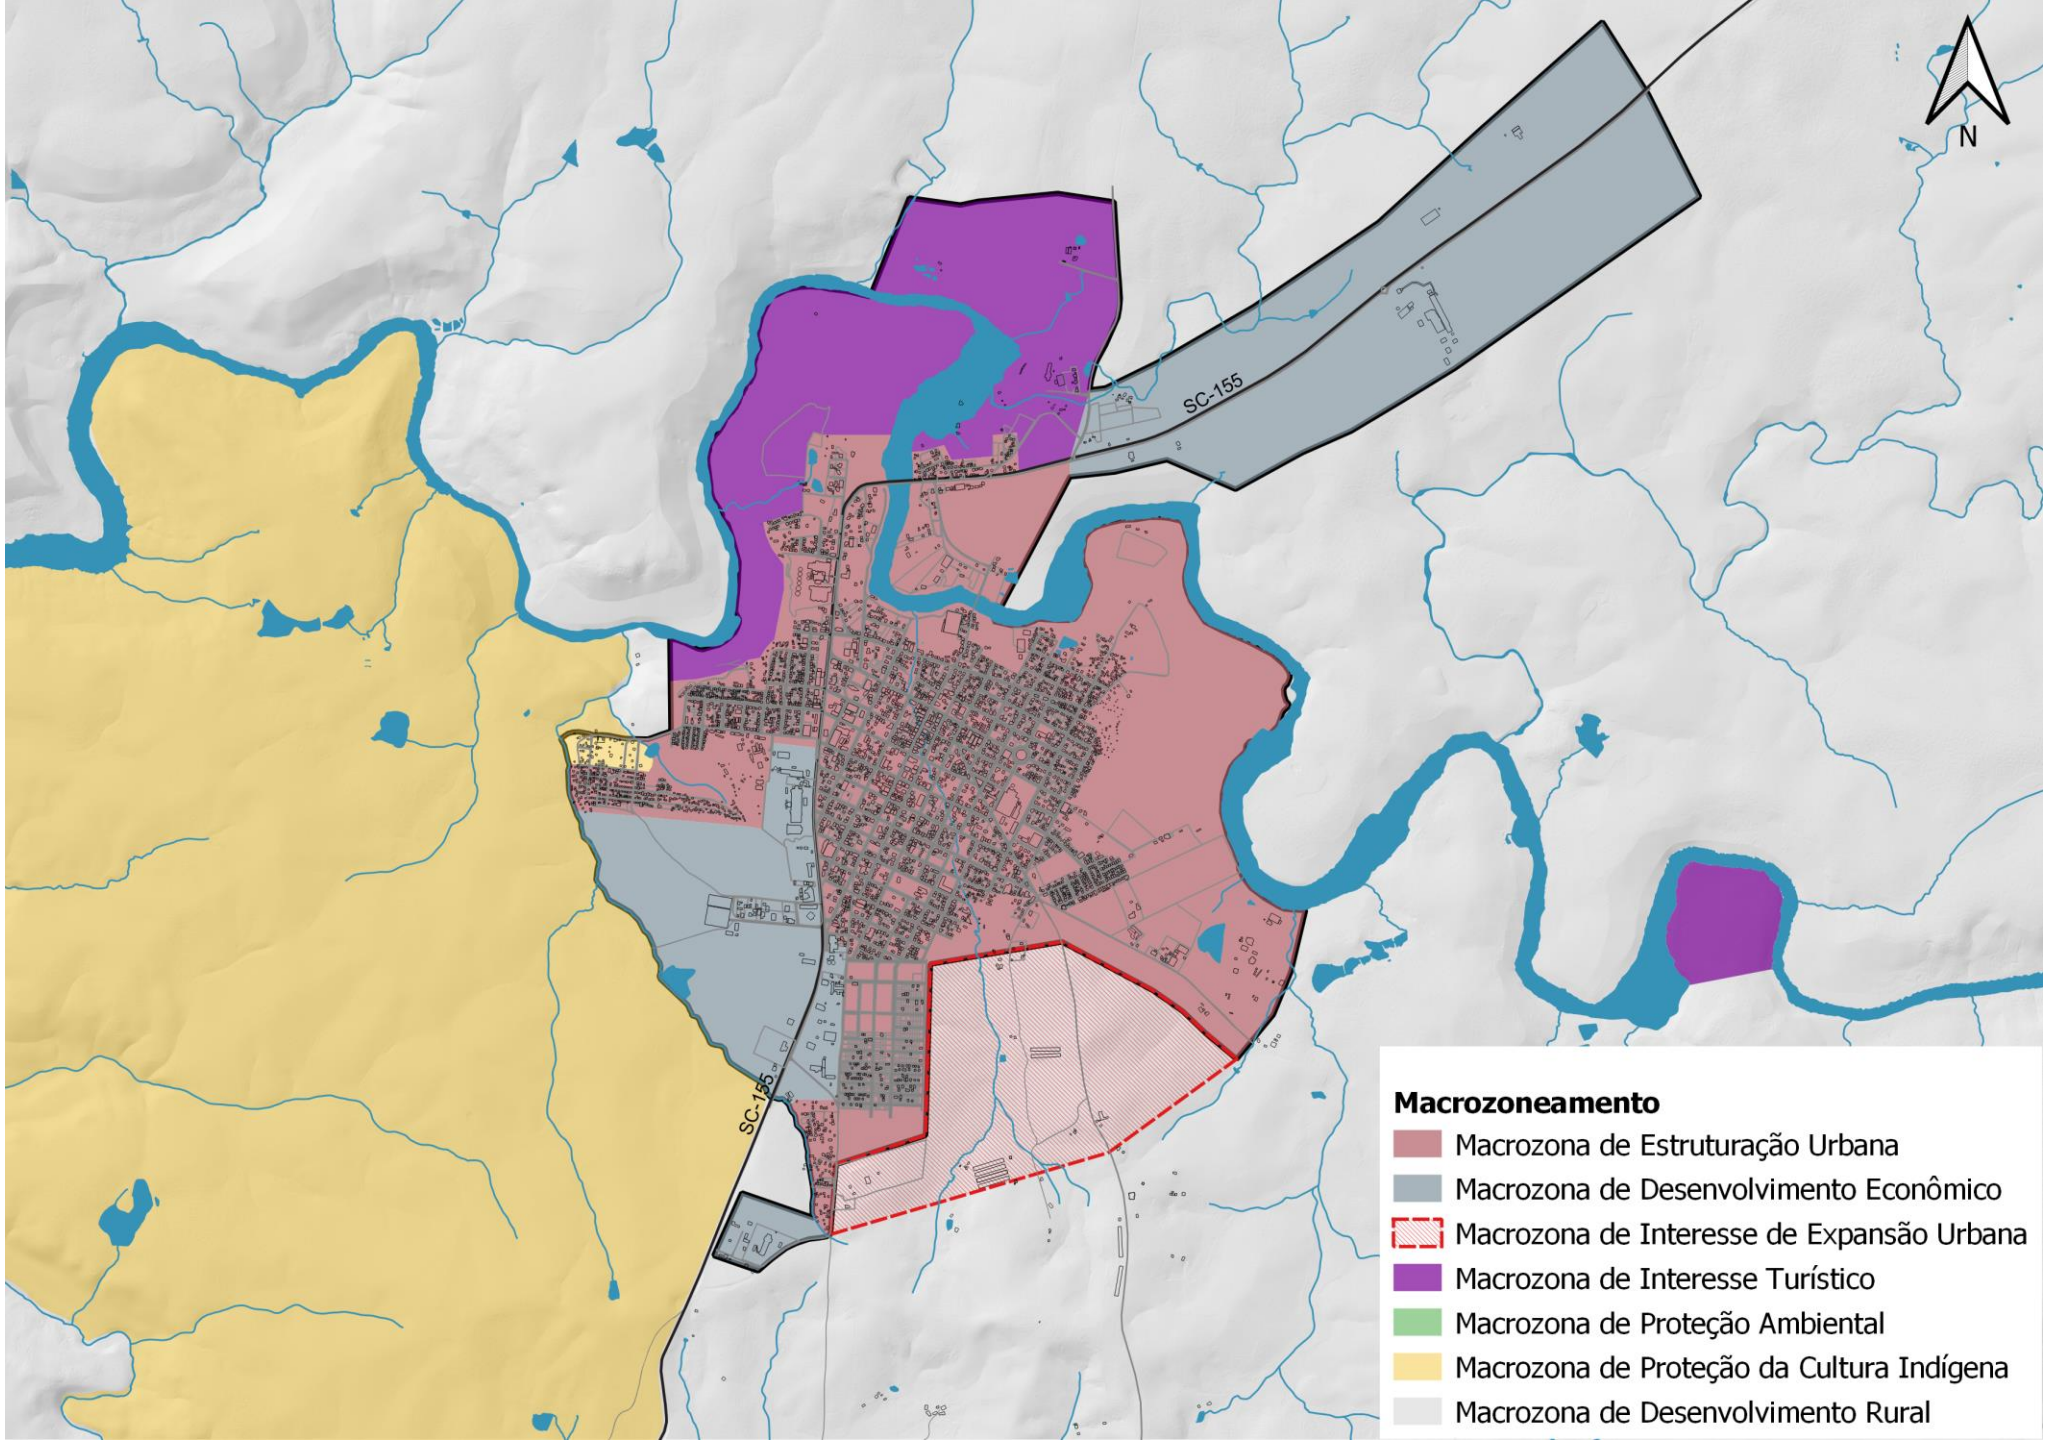 N
SC-155
SC-155
Macrozoneamento
Macrozona de Estruturação Urbana
Macrozona de Desenvolvimento Econômico
Macrozona de Interesse de Expansão Urbana
Macrozona de Interesse Turístico
Macrozona de Proteção Ambiental
Macrozona de Proteção da Cultura Indígena
Macrozona de Desenvolvimento Rural